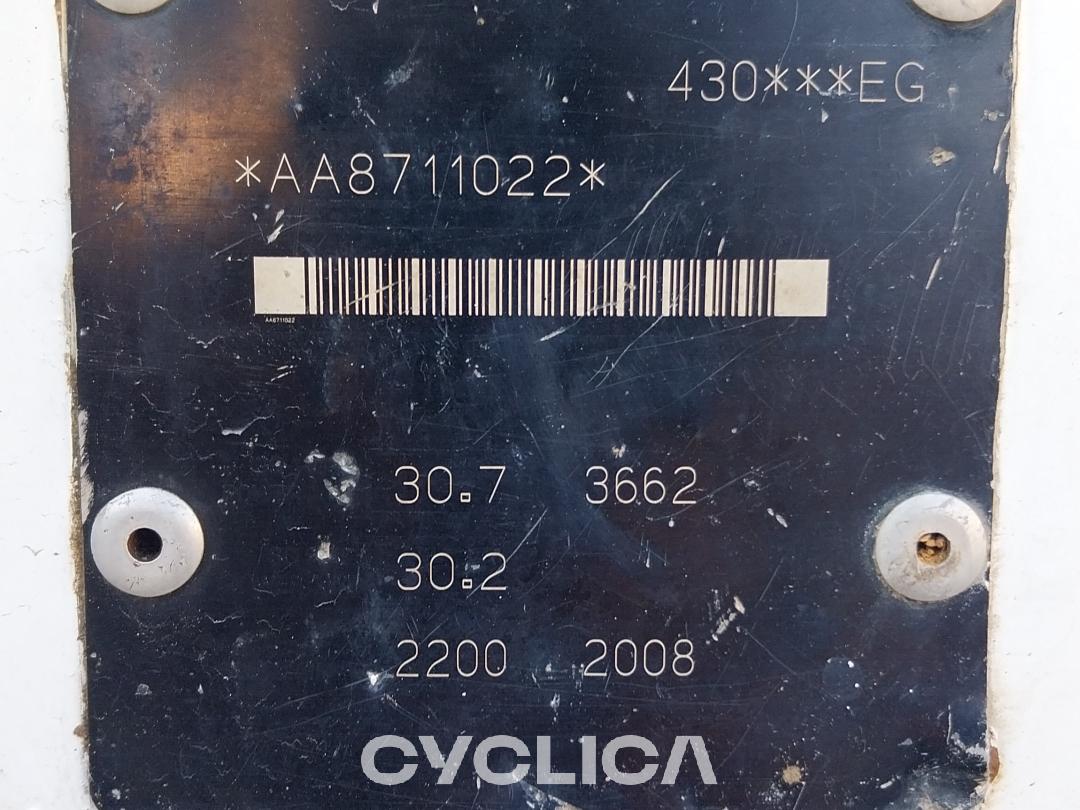 430***EG
*AA8711022*
AA8711022
30.7 3662
30.2
2200 2008
CYCLICA